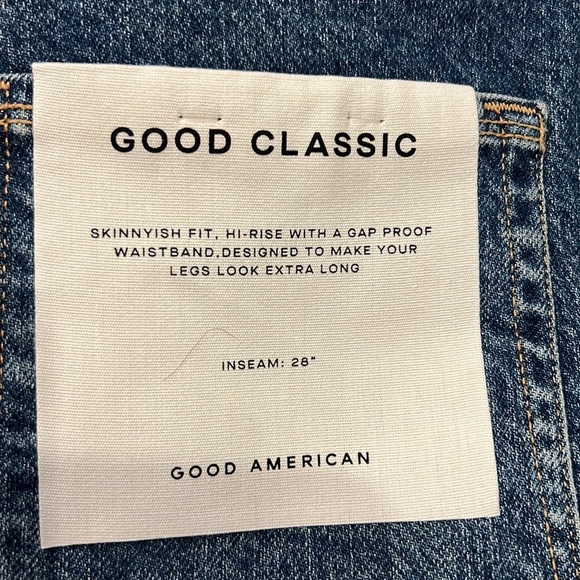 GOOD CLASSIC
SKINNYISH FIT, HI-RISE WITH A GAP PROOF
WAISTBAND,DESIGNED TO MAKE YOUR
LEGS LOOK EXTRA LONG
INSEAM: 28"
GOOD AMERICAN